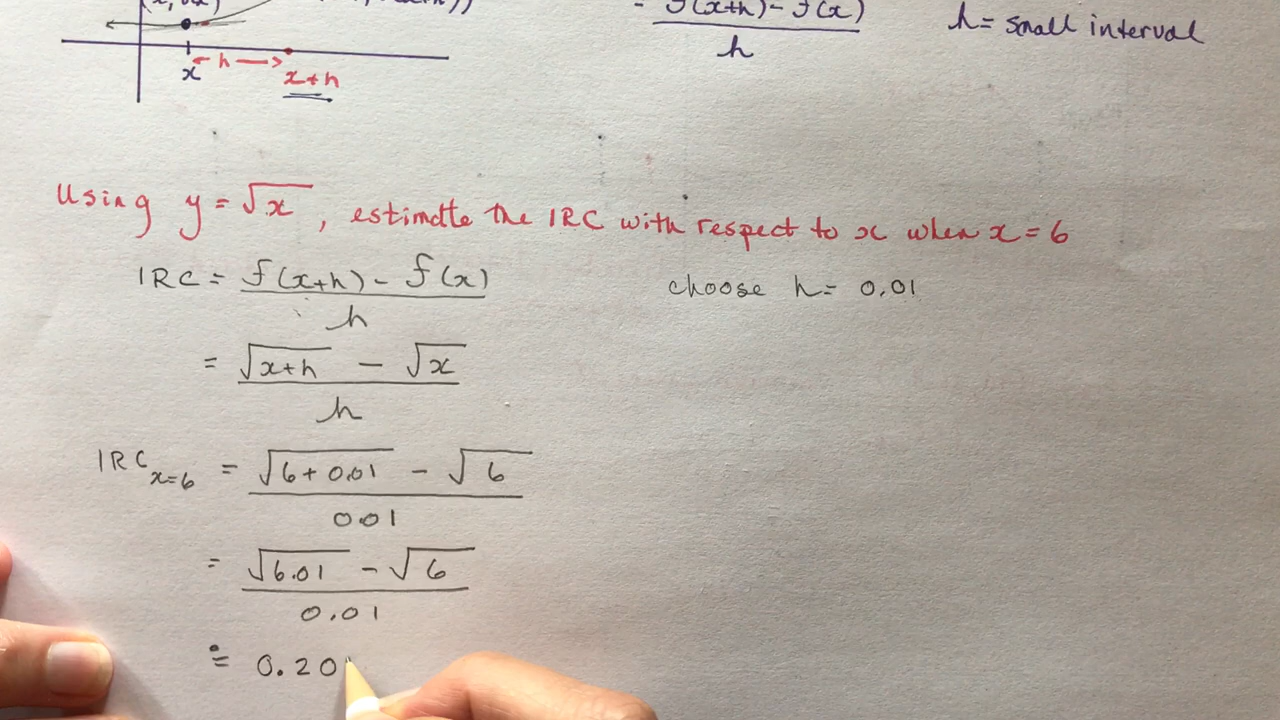 = f(x+h) - f(x)
h
h = small interval
x
h
x+h
Using y = √x, estimate the IRC with respect to x when x = 6
IRC = f(x+h) - f(x)
h
choose h = 0.01
= √x+h - √x
h
IRC x=6 = √6+0.01 - √6
0.01
= √6.01 - √6
0.01
≐ 0.20